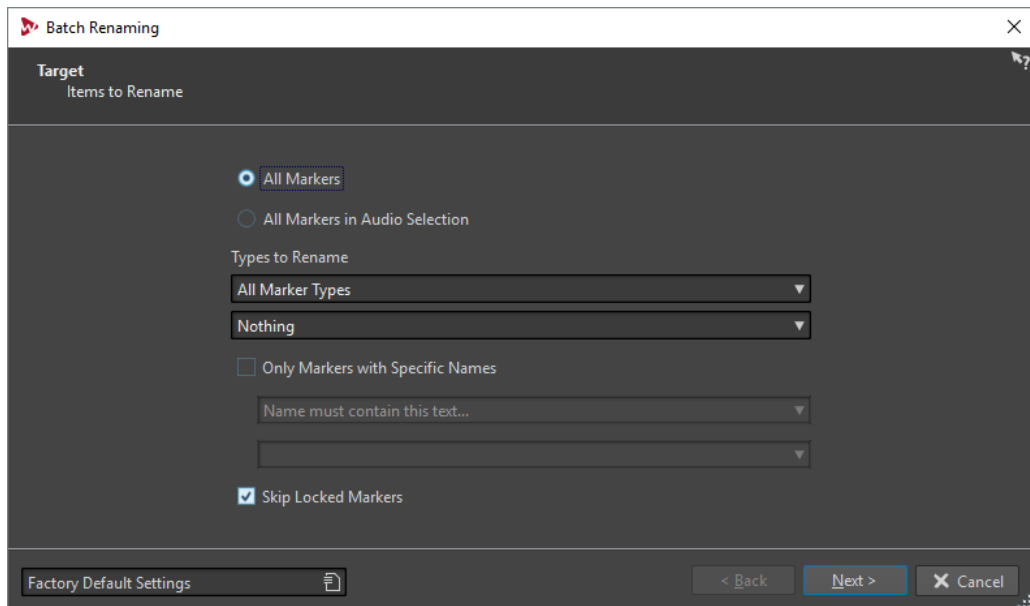 Batch Renaming
Target
Items to Rename
All Markers
All Markers in Audio Selection
Types to Rename
All Marker Types
Nothing
Only Markers with Specific Names
Name must contain this text...
Skip Locked Markers
Factory Default Settings
< Back
Next >
Cancel